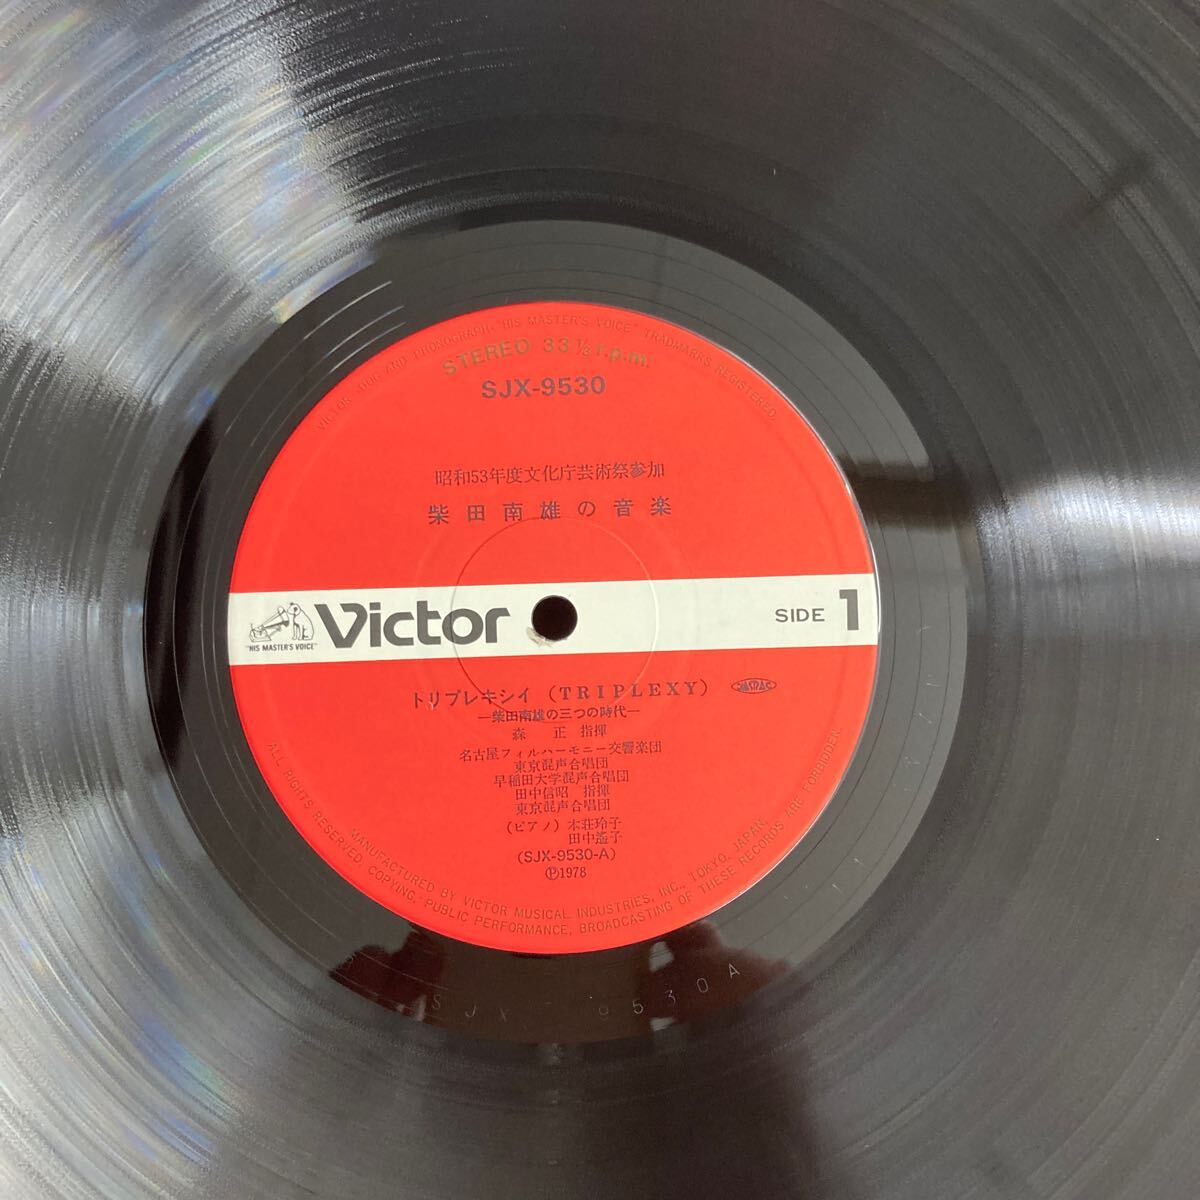 VICTOR "DOG AND PHONOGRAPH・"HIS MASTER'S VOICE" TRADMARKS REGISTERED.
STEREO 33⅓ r.p.m.
SJX-9530
昭和53年度文化庁芸術祭参加
柴田南雄の音楽
"HIS MASTER'S VOICE"
Victor
SIDE 1
トリプレキシイ (TRIPLEXY)
―柴田南雄の三つの時代―
森 正 指揮
名古屋フィルハーモニー交響楽団
東京混声合唱団
早稲田大学混声合唱団
田中信昭 指揮
東京混声合唱団
(ピアノ) 本荘玲子
田中瑤子
(SJX-9530-A)
Ⓟ1978
MANUFACTURED BY VICTOR MUSICAL INDUSTRIES, INC., TOKYO, JAPAN.
ALL RIGHTS RESERVED. COPYING, PUBLIC PERFORMANCE, BROADCASTING OF THESE RECORDS ARE FORBIDDEN.
SJX 9530A